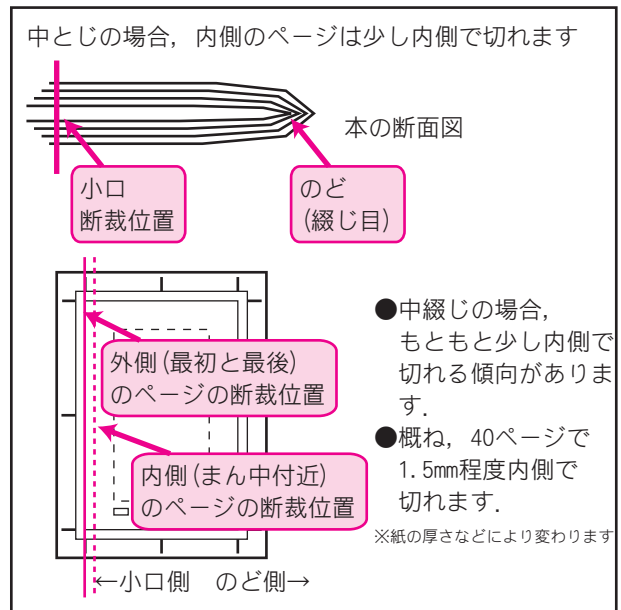 中とじの場合，内側のページは少し内側で切れます
本の断面図
小口
断裁位置
のど
(綴じ目)
外側(最初と最後)
のページの断裁位置
内側(まん中付近)
のページの断裁位置
●中綴じの場合，
もともと少し内側で
切れる傾向がありま
す．
●概ね，40ページで
1.5㎜程度内側で
切れます．
※紙の厚さなどにより変わります
←小口側　のど側→